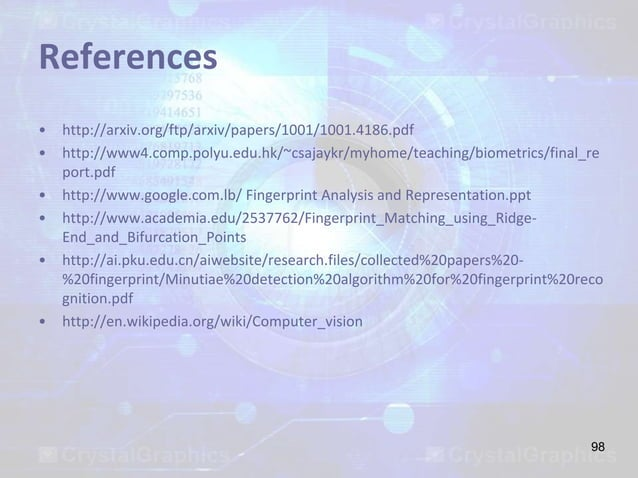 CrystalGraphics
CrystalGraphics
References
15768
97536
9414651
• http://arxiv.org/ftp/arxiv/papers/1001/1001.4186.pdf
• http://www4.comp.polyu.edu.hk/~csajaykr/myhome/teaching/biometrics/final_re
port.pdf
• http://www.google.com.lb/ Fingerprint Analysis and Representation.ppt
• http://www.academia.edu/2537762/Fingerprint_Matching_using_Ridge-
End_and_Bifurcation_Points
• http://ai.pku.edu.cn/aiwebsite/research.files/collected%20papers%20-
%20fingerprint/Minutiae%20detection%20algorithm%20for%20fingerprint%20reco
gnition.pdf
• http://en.wikipedia.org/wiki/Computer_vision
98
CrystalGraphics
CrystalGraphics